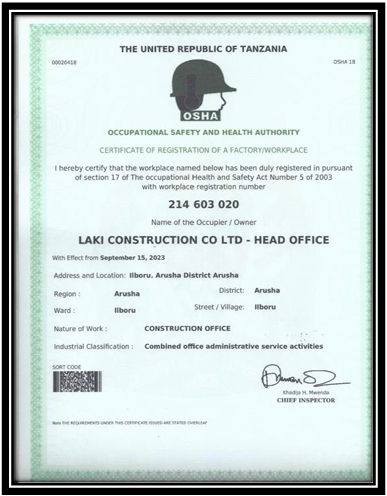 THE UNITED REPUBLIC OF TANZANIA
00020418
OSHA 1B
OSHA
OCCUPATIONAL SAFETY AND HEALTH AUTHORITY
CERTIFICATE OF REGISTRATION OF A FACTORY/WORKPLACE
I hereby certify that the workplace named below has been duly registered in pursuant
of section 17 of The occupational Health and Safety Act Number 5 of 2003
with workplace registration number
214 603 020
Name of the Occupier / Owner
LAKI CONSTRUCTION CO LTD - HEAD OFFICE
With Effect from September 15, 2023
Address and Location: Ilboru. Arusha District Arusha
Region : Arusha District: Arusha
Ward : Ilboru Street / Village: Ilboru
Nature of Work : CONSTRUCTION OFFICE
Industrial Classification : Combined office administrative service activities
SORT CODE
Khadija H. Mwenda
CHIEF INSPECTOR
Note THE REQUIREMENTS UNDER THIS CERTIFICATE ISSUED ARE STATED OVERLEAF